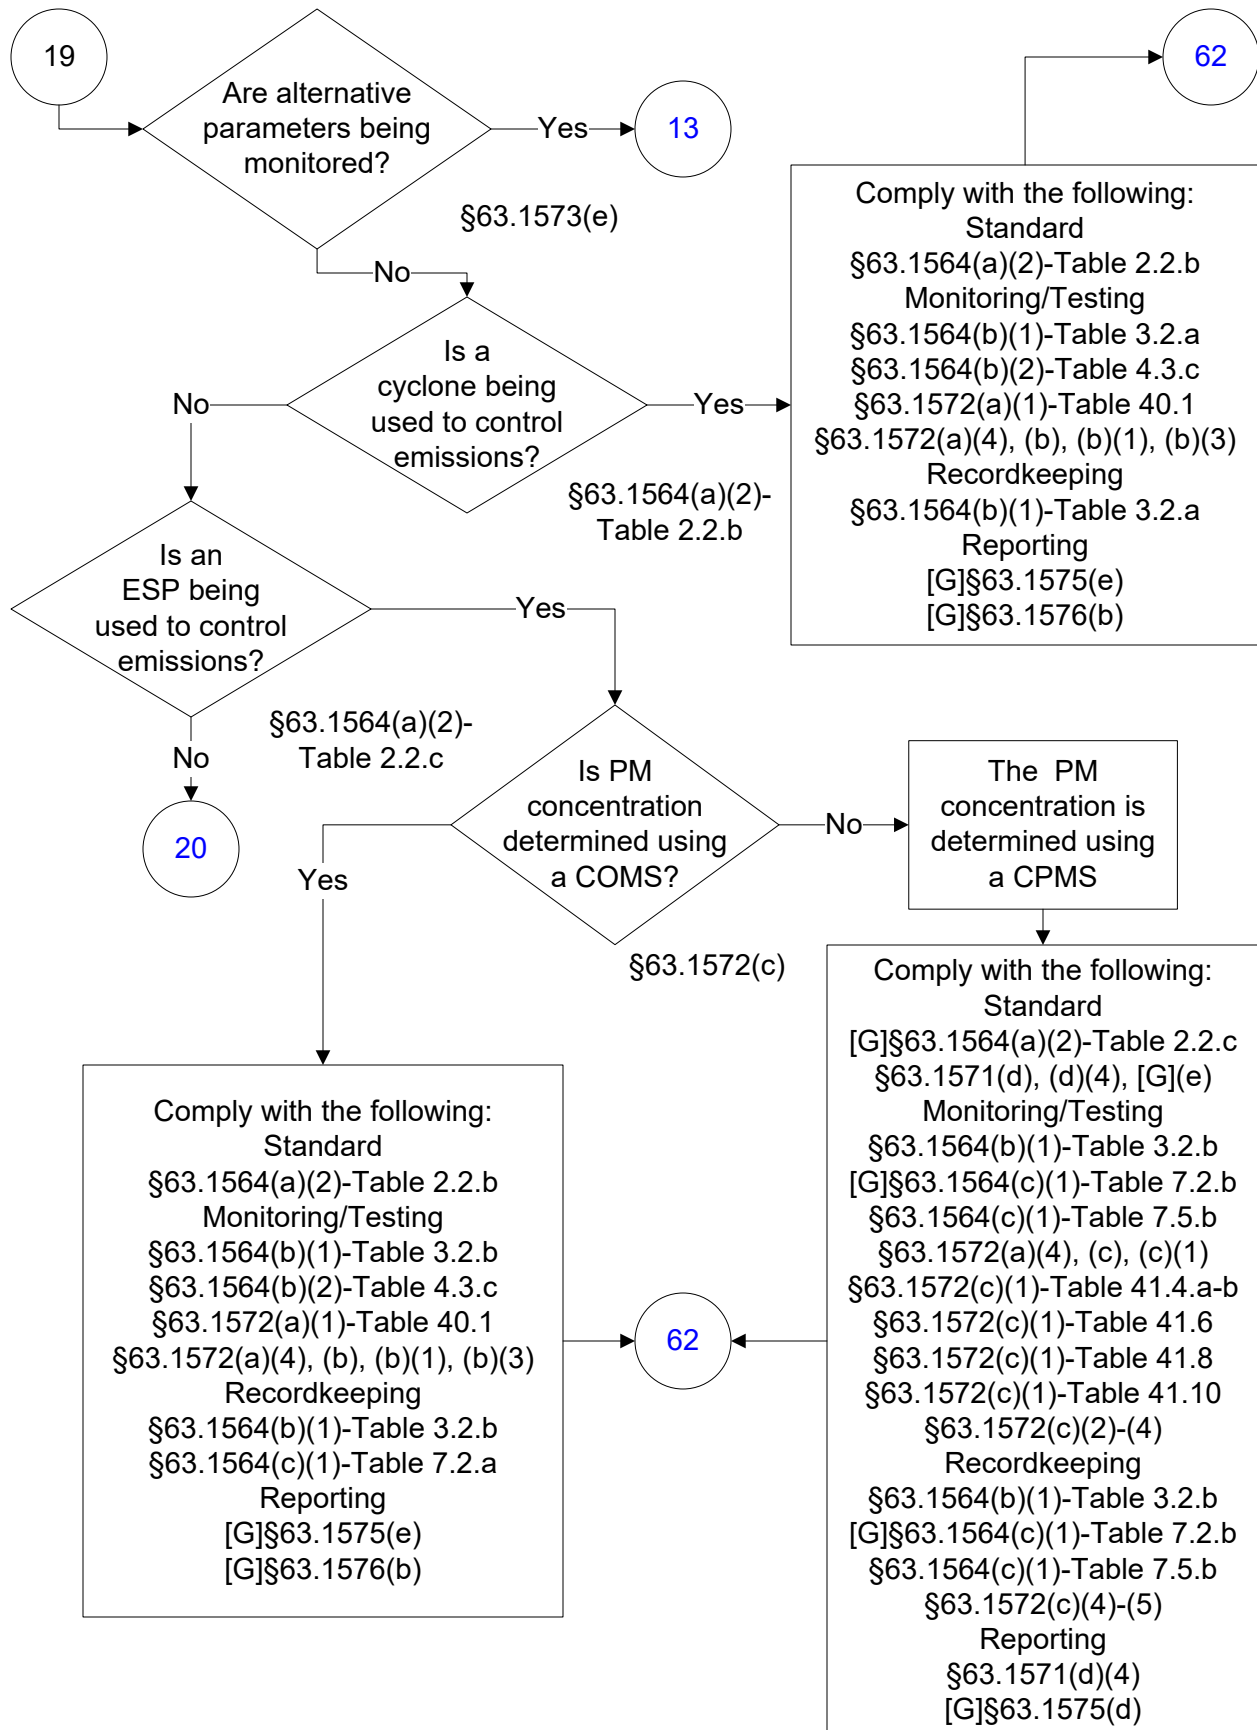 19
Are alternative
parameters being
monitored?
Yes
13
§63.1573(e)
No
62
Comply with the following:
Standard
§63.1564(a)(2)-Table 2.2.b
Monitoring/Testing
§63.1564(b)(1)-Table 3.2.a
§63.1564(b)(2)-Table 4.3.c
§63.1572(a)(1)-Table 40.1
§63.1572(a)(4), (b), (b)(1), (b)(3)
Recordkeeping
§63.1564(b)(1)-Table 3.2.a
Reporting
[G]§63.1575(e)
[G]§63.1576(b)
Is a
cyclone being
used to control
emissions?
No
Yes
§63.1564(a)(2)-
Table 2.2.b
Is an
ESP being
used to control
emissions?
Yes
§63.1564(a)(2)-
Table 2.2.c
No
20
Is PM
concentration
determined using
a COMS?
No
Yes
§63.1572(c)
The PM
concentration is
determined using
a CPMS
Comply with the following:
Standard
§63.1564(a)(2)-Table 2.2.b
Monitoring/Testing
§63.1564(b)(1)-Table 3.2.b
§63.1564(b)(2)-Table 4.3.c
§63.1572(a)(1)-Table 40.1
§63.1572(a)(4), (b), (b)(1), (b)(3)
Recordkeeping
§63.1564(b)(1)-Table 3.2.b
§63.1564(c)(1)-Table 7.2.a
Reporting
[G]§63.1575(e)
[G]§63.1576(b)
62
Comply with the following:
Standard
[G]§63.1564(a)(2)-Table 2.2.c
§63.1571(d), (d)(4), [G](e)
Monitoring/Testing
§63.1564(b)(1)-Table 3.2.b
[G]§63.1564(c)(1)-Table 7.2.b
§63.1564(c)(1)-Table 7.5.b
§63.1572(a)(4), (c), (c)(1)
§63.1572(c)(1)-Table 41.4.a-b
§63.1572(c)(1)-Table 41.6
§63.1572(c)(1)-Table 41.8
§63.1572(c)(1)-Table 41.10
§63.1572(c)(2)-(4)
Recordkeeping
§63.1564(b)(1)-Table 3.2.b
[G]§63.1564(c)(1)-Table 7.2.b
§63.1564(c)(1)-Table 7.5.b
§63.1572(c)(4)-(5)
Reporting
§63.1571(d)(4)
[G]§63.1575(d)